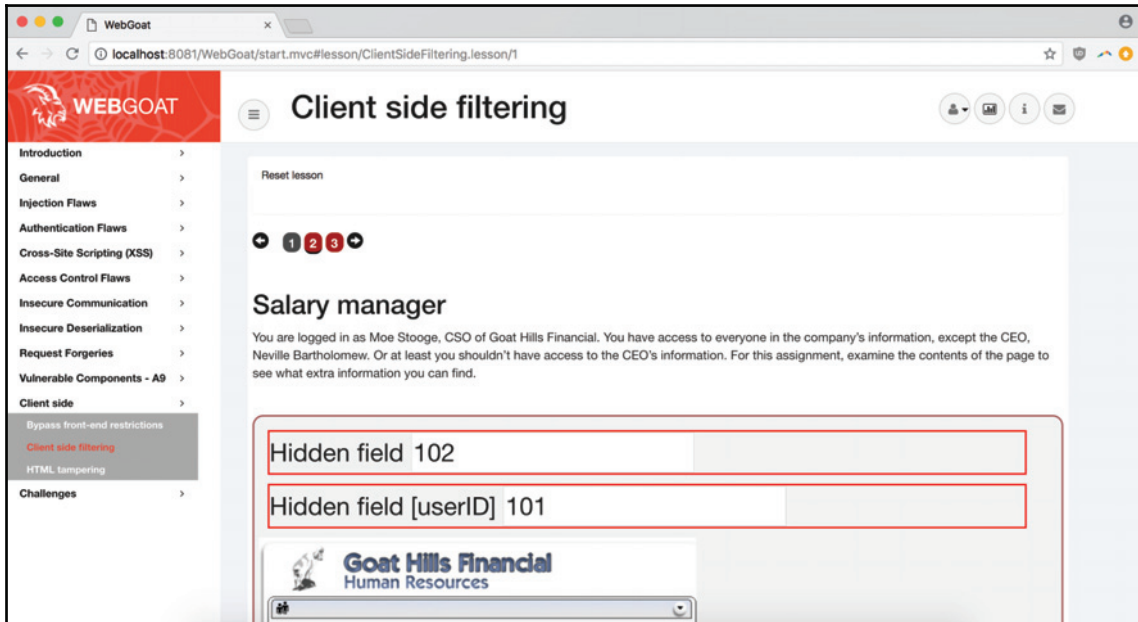 WebGoat
localhost:8081/WebGoat/start.mvc#lesson/ClientSideFiltering.lesson/1
WEBGOAT
Client side filtering
Introduction
General
Injection Flaws
Authentication Flaws
Cross-Site Scripting (XSS)
Access Control Flaws
Insecure Communication
Insecure Deserialization
Request Forgeries
Vulnerable Components - A9
Client side
Bypass front-end restrictions
Client side filtering
HTML tampering
Challenges
Reset lesson
1 2 3
Salary manager
You are logged in as Moe Stooge, CSO of Goat Hills Financial. You have access to everyone in the company's information, except the CEO,
Neville Bartholomew. Or at least you shouldn't have access to the CEO's information. For this assignment, examine the contents of the page to
see what extra information you can find.
Hidden field 102
Hidden field [userID] 101
Goat Hills Financial
Human Resources